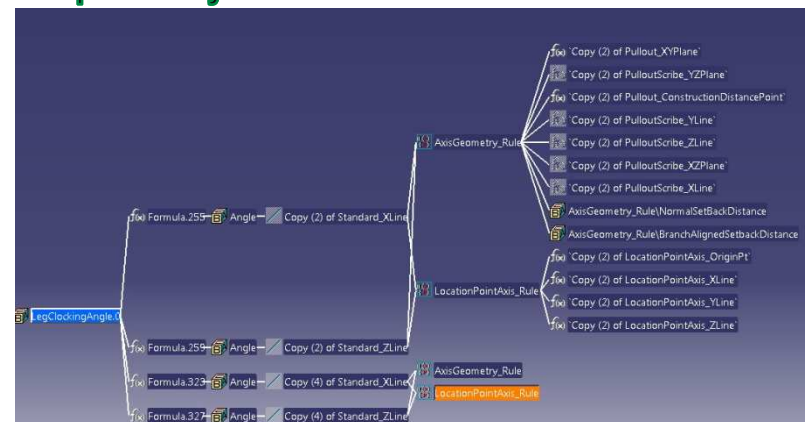 ƒ(x) `Copy (2) of Pullout_XYPlane`
`Copy (2) of PulloutScribe_YZPlane`
ƒ(x) `Copy (2) of Pullout_ConstructionDistancePoint`
`Copy (2) of PulloutScribe_YLine`
AxisGeometry_Rule
`Copy (2) of PulloutScribe_ZLine`
`Copy (2) of PulloutScribe_XZPlane`
`Copy (2) of PulloutScribe_XLine`
ƒ(x) Formula.255 Angle Copy (2) of Standard_XLine
AxisGeometry_Rule\NormalSetBackDistance
AxisGeometry_Rule\BranchAlignedSetbackDistance
ƒ(x) `Copy (2) of LocationPointAxis_OriginPt`
ƒ(x) `Copy (2) of LocationPointAxis_XLine`
LocationPointAxis_Rule
ƒ(x) `Copy (2) of LocationPointAxis_YLine`
LegClockingAngle.0
ƒ(x) `Copy (2) of LocationPointAxis_ZLine`
ƒ(x) Formula.259 Angle Copy (2) of Standard_ZLine
AxisGeometry_Rule
ƒ(x) Formula.323 Angle Copy (4) of Standard_XLine
LocationPointAxis_Rule
ƒ(x) Formula.327 Angle Copy (4) of Standard_ZLine